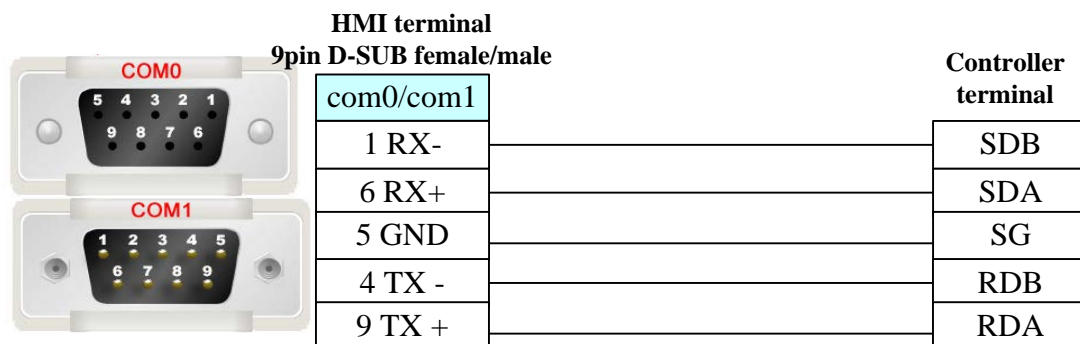 HMI terminal
9pin D-SUB female/male
Controller
terminal
COM0
5 4 3 2 1
9 8 7 6
COM1
1 2 3 4 5
6 7 8 9
com0/com1
1 RX- SDB
6 RX+ SDA
5 GND SG
4 TX - RDB
9 TX + RDA